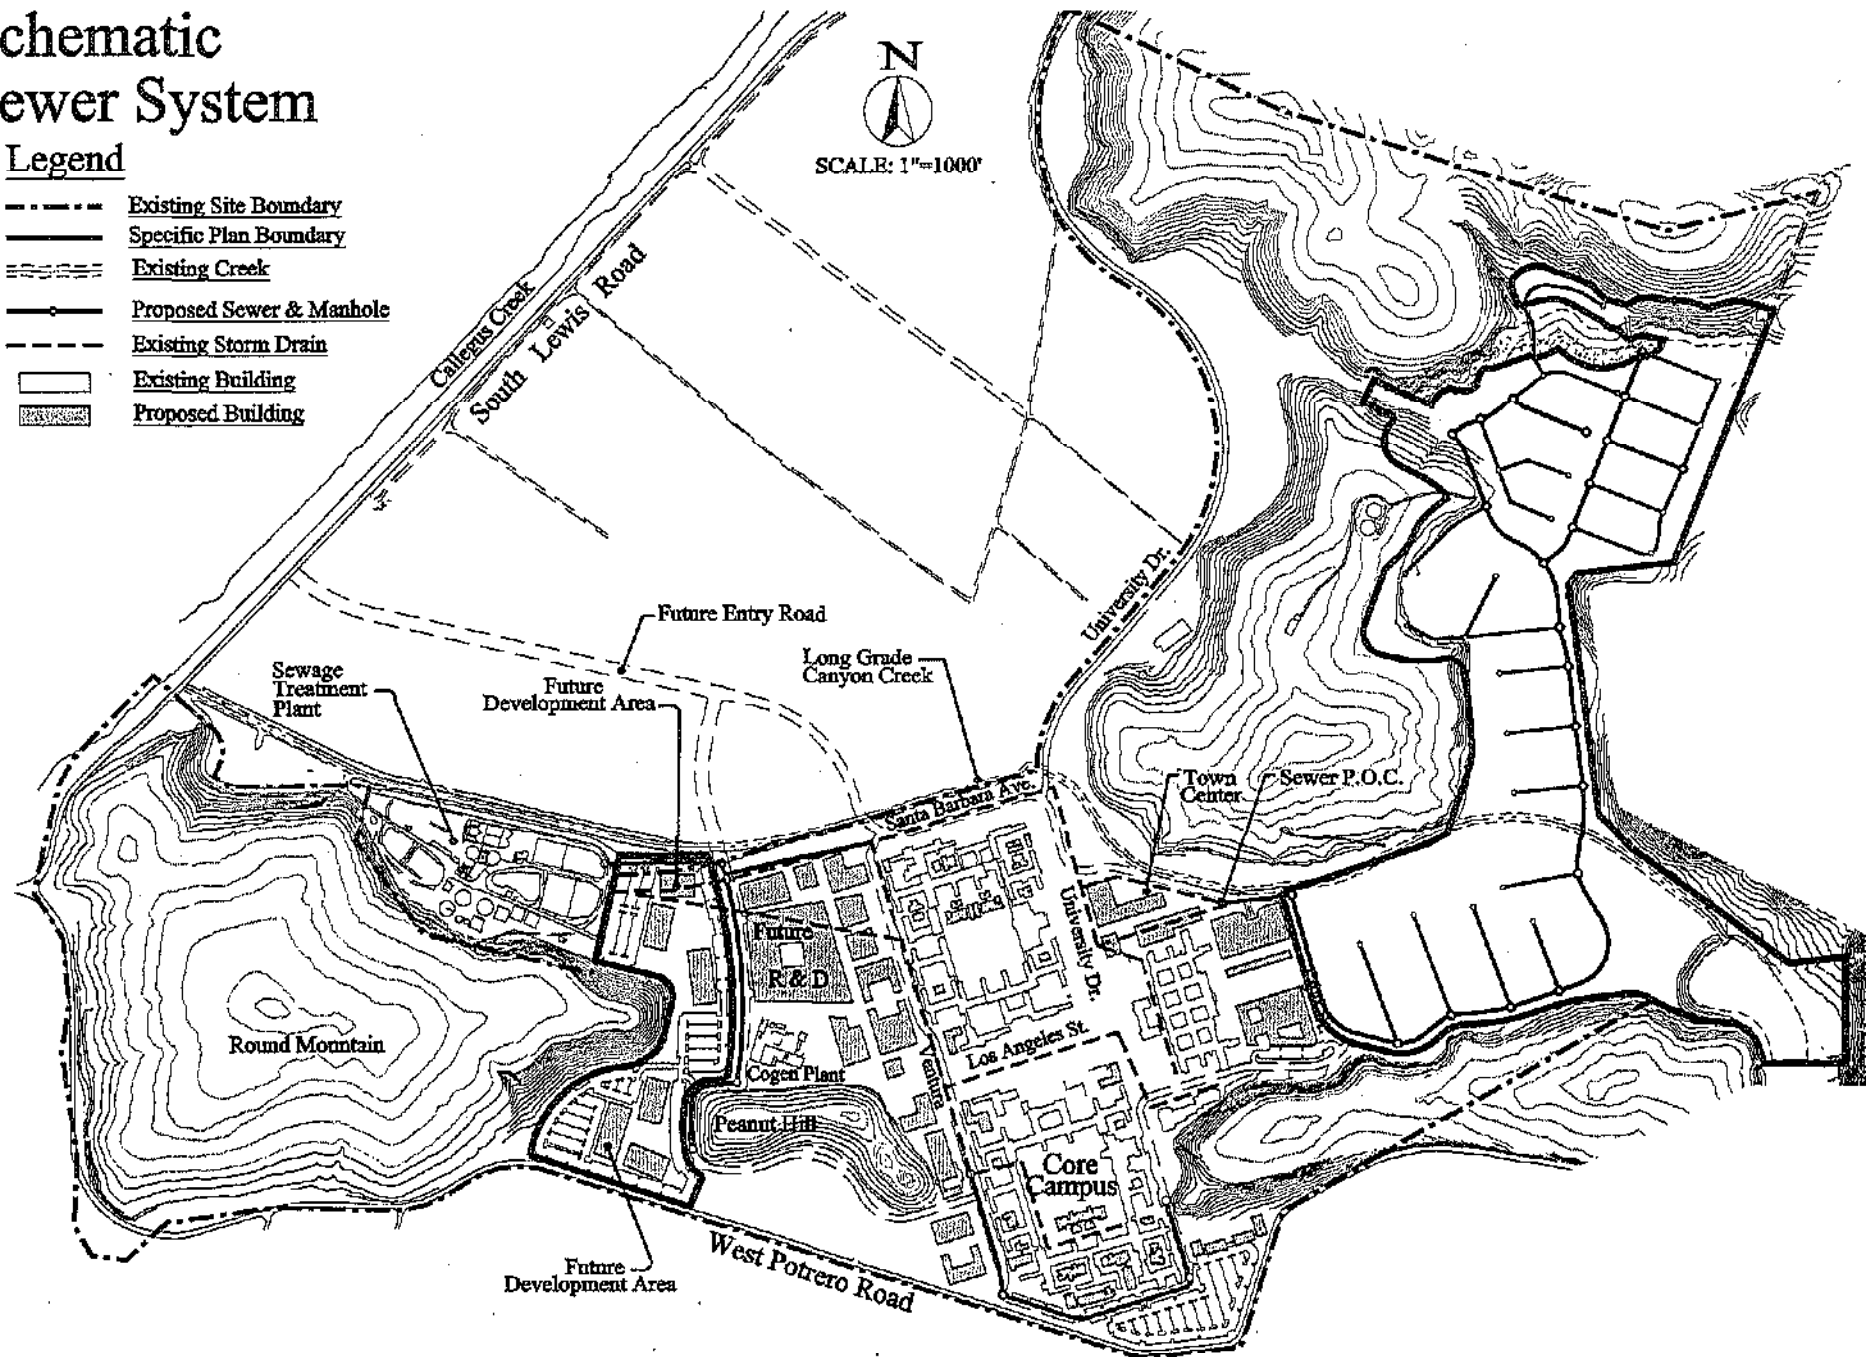 chematic
ewer System
Legend
Existing Site Boundary
Specific Plan Boundary
Existing Creek
Proposed Sewer & Manhole
Existing Storm Drain
Existing Building
Proposed Building
N
SCALE: 1"=1000'
Callegus Creek
South Lewis Road
University Dr.
Future Entry Road
Sewage
Treatment
Plant
Future
Development Area
Long Grade
Canyon Creek
Santa Barbara Ave.
Town
Center
Sewer P.O.C.
University Dr.
Future
R & D
Round Mountain
Los Angeles St.
Ventura
Cogen Plant
Peanut Hill
Core
Campus
West Potrero Road
Future
Development Area